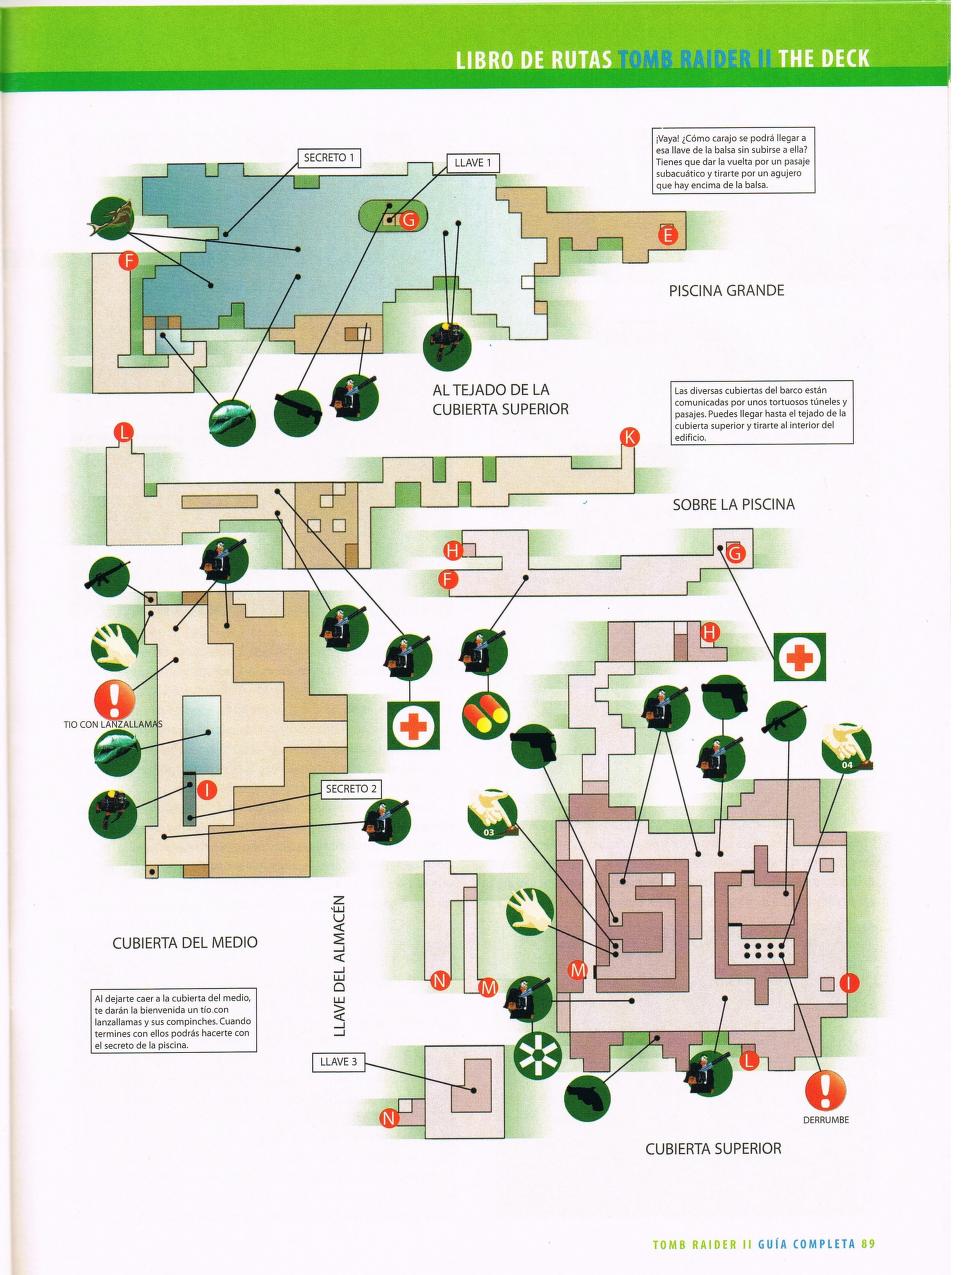 LIBRO DE RUTAS TOMB RAIDER II THE DECK
¡Vaya! ¿Cómo carajo se podrá llegar a
esa llave de la balsa sin subirse a ella?
Tienes que dar la vuelta por un pasaje
subacuático y tirarte por un agujero
que hay encima de la balsa.
SECRETO 1
LLAVE 1
G
E
F
PISCINA GRANDE
AL TEJADO DE LA
CUBIERTA SUPERIOR
Las diversas cubiertas del barco están
comunicadas por unos tortuosos túneles y
pasajes. Puedes llegar hasta el tejado de la
cubierta superior y tirarte al interior del
edificio.
L
K
SOBRE LA PISCINA
H
G
F
H
TIO CON LANZALLAMAS
I
SECRETO 2
03
04
CUBIERTA DEL MEDIO
LLAVE DEL ALMACÉN
N
M
M
I
Al dejarte caer a la cubierta del medio,
te darán la bienvenida un tío con
lanzallamas y sus compinches. Cuando
termines con ellos podrás hacerte con
el secreto de la piscina.
LLAVE 3
N
L
DERRUMBE
CUBIERTA SUPERIOR
TOMB RAIDER II GUÍA COMPLETA 89